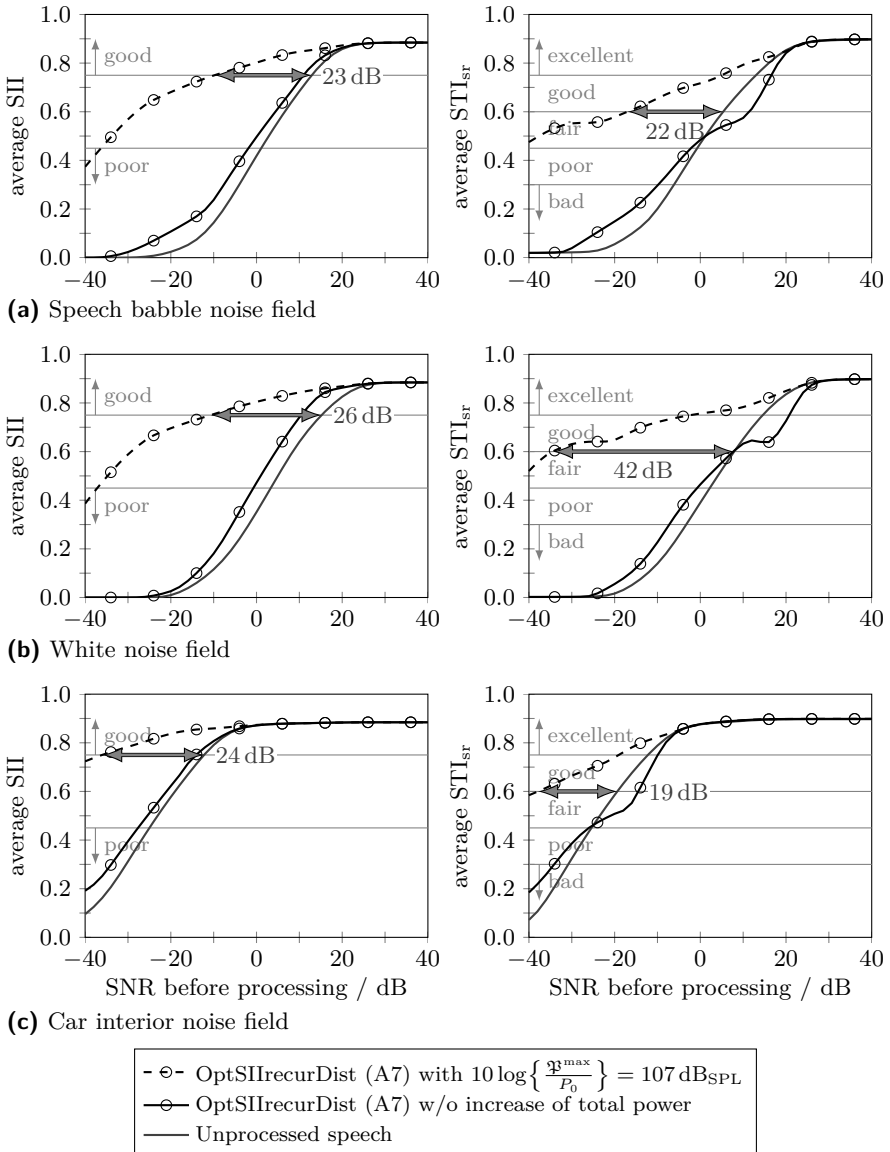 1.0
0.8
0.6
0.4
0.2
0.0
average SII
good
poor
23 dB
−40 −20 0 20 40
1.0
0.8
0.6
0.4
0.2
0.0
average STIsr
excellent
good
fair
poor
bad
22 dB
−40 −20 0 20 40
(a) Speech babble noise field
1.0
0.8
0.6
0.4
0.2
0.0
average SII
good
poor
26 dB
−40 −20 0 20 40
1.0
0.8
0.6
0.4
0.2
0.0
average STIsr
excellent
good
fair
poor
bad
42 dB
−40 −20 0 20 40
(b) White noise field
1.0
0.8
0.6
0.4
0.2
0.0
average SII
good
poor
24 dB
−40 −20 0 20 40
SNR before processing / dB
1.0
0.8
0.6
0.4
0.2
0.0
average STIsr
excellent
good
fair
poor
bad
19 dB
−40 −20 0 20 40
SNR before processing / dB
(c) Car interior noise field
OptSIIrecurDist (A7) with 10 log{𝔓^max/P_0} = 107 dB_SPL
OptSIIrecurDist (A7) w/o increase of total power
Unprocessed speech